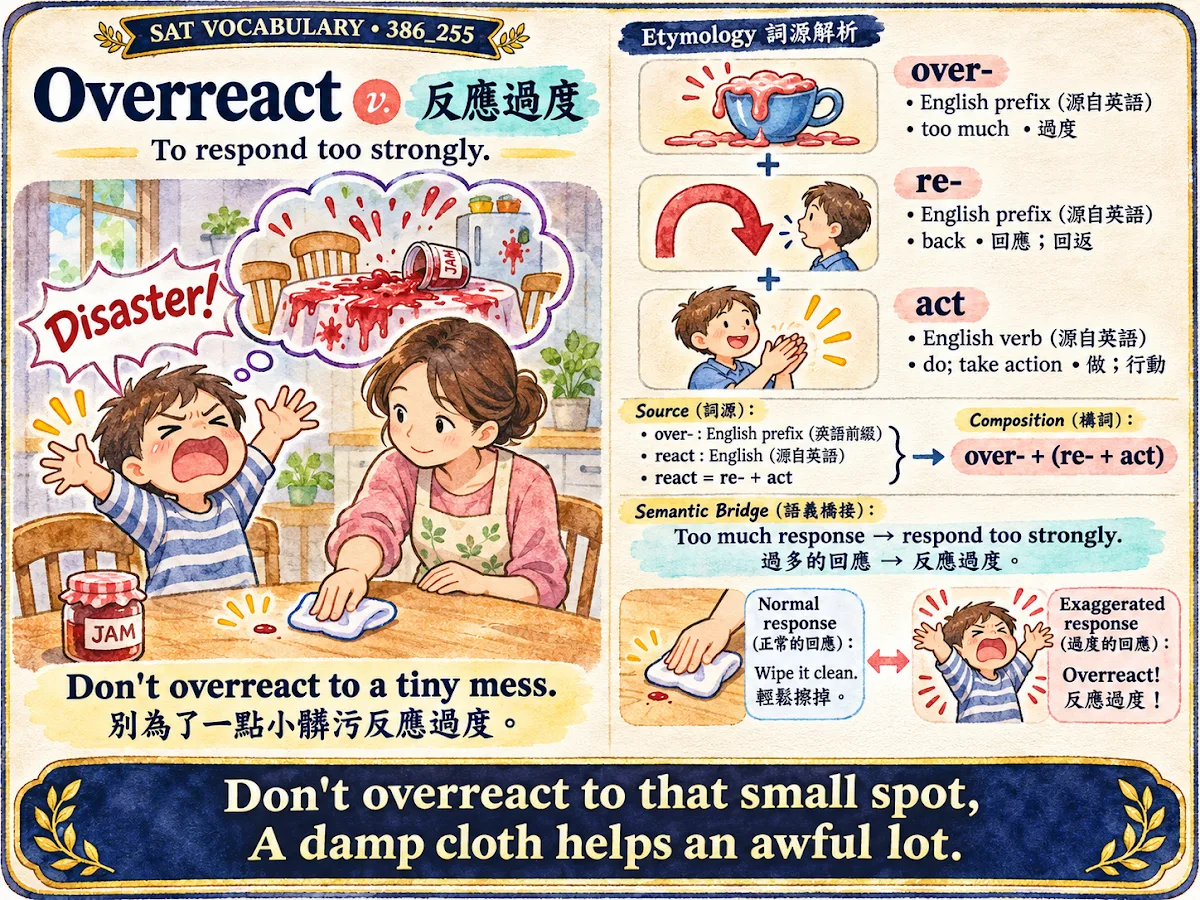 SAT VOCABULARY • 386_255
Overreact v. 反應過度
To respond too strongly.
Disaster!
JAM
JAM
Don't overreact to a tiny mess.
別為了一點小髒污反應過度。
Etymology 詞源解析
over-
• English prefix (源自英語)
• too much • 過度
+
re-
• English prefix (源自英語)
• back • 回應；回返
+
act
• English verb (源自英語)
• do; take action • 做；行動
Source (詞源)：
• over- : English prefix (英語前綴)
• react : English (源自英語)
• react = re- + act
Composition (構詞)：
over- + (re- + act)
Semantic Bridge (語義橋接)：
Too much response → respond too strongly.
過多的回應 → 反應過度。
Normal
response
(正常的回應)：
Wipe it clean.
輕鬆擦掉。
Exaggerated
response
(過度的回應)：
Overreact!
反應過度！
Don't overreact to that small spot,
A damp cloth helps an awful lot.